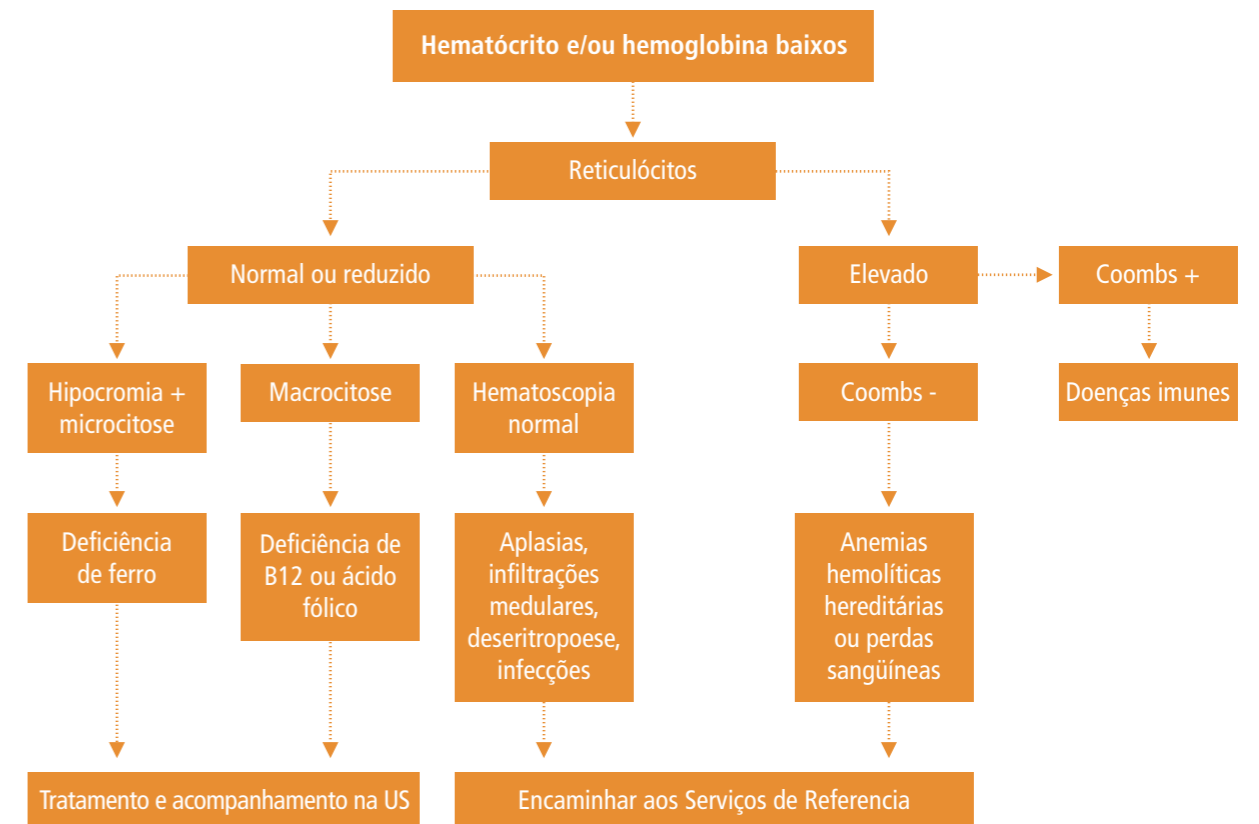 Hematócrito e/ou hemoglobina baixos
Reticulócitos
Normal ou reduzido
Elevado
Coombs +
Hipocromia +
microcitose
Macrocitose
Hematoscopia
normal
Coombs -
Doenças imunes
Deficiência
de ferro
Deficiência de
B12 ou ácido
fólico
Aplasias,
infiltrações
medulares,
deseritropoese,
infecções
Anemias
hemolíticas
hereditárias
ou perdas
sangüíneas
Tratamento e acompanhamento na US
Encaminhar aos Serviços de Referencia